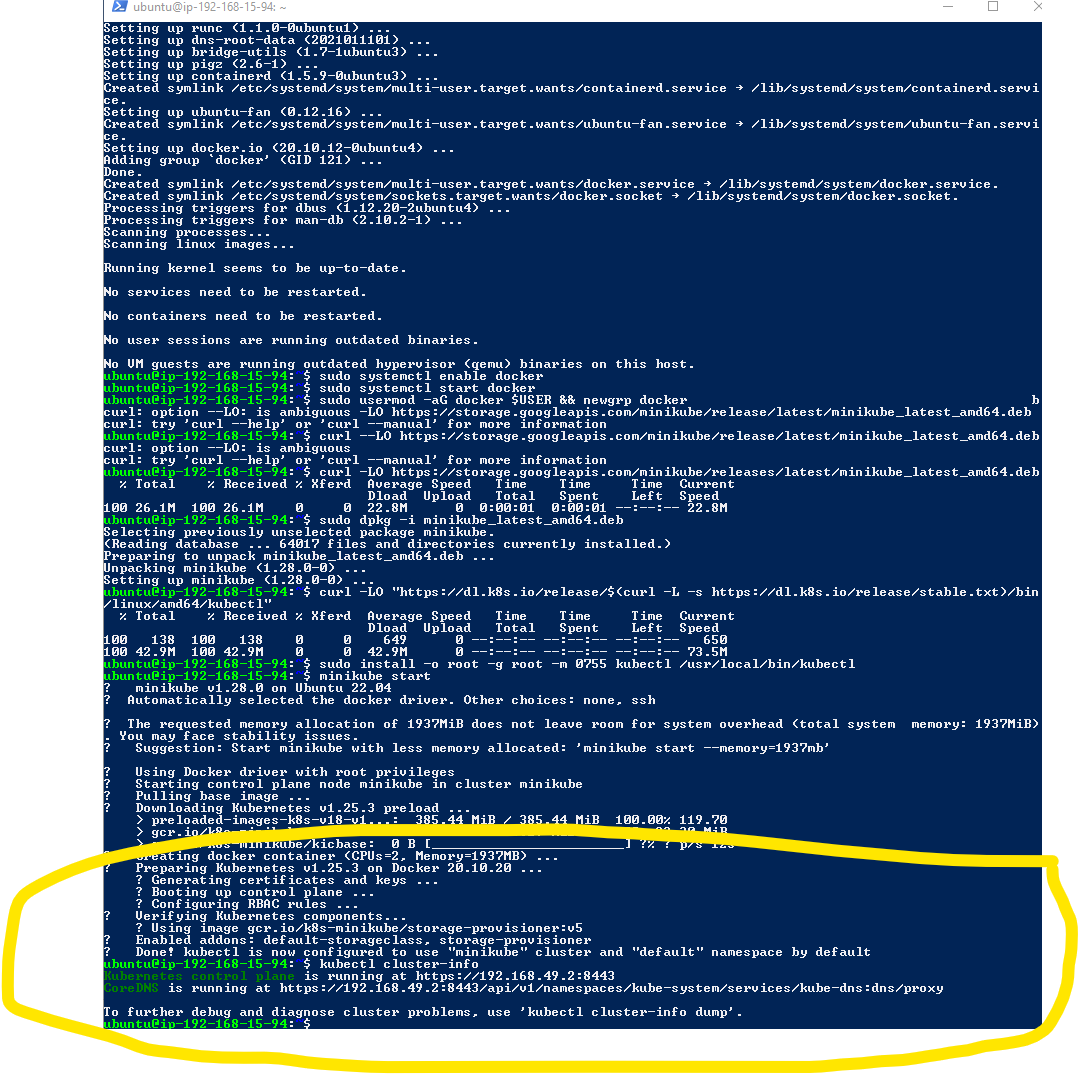 ubuntu@ip-192-168-15-94: ~
Setting up runc (1.1.0-0ubuntu1) ...
Setting up dns-root-data (2021011101) ...
Setting up bridge-utils (1.7-1ubuntu3) ...
Setting up pigz (2.6-1) ...
Setting up containerd (1.5.9-0ubuntu3) ...
Created symlink /etc/systemd/system/multi-user.target.wants/containerd.service → /lib/systemd/system/containerd.servi
ce.
Setting up ubuntu-fan (0.12.16) ...
Created symlink /etc/systemd/system/multi-user.target.wants/ubuntu-fan.service → /lib/systemd/system/ubuntu-fan.servi
ce.
Setting up docker.io (20.10.12-0ubuntu4) ...
Adding group `docker' (GID 121) ...
Done.
Created symlink /etc/systemd/system/multi-user.target.wants/docker.service → /lib/systemd/system/docker.service.
Created symlink /etc/systemd/system/sockets.target.wants/docker.socket → /lib/systemd/system/docker.socket.
Processing triggers for dbus (1.12.20-2ubuntu4) ...
Processing triggers for man-db (2.10.2-1) ...
Scanning processes...
Scanning linux images...
Running kernel seems to be up-to-date.
No services need to be restarted.
No containers need to be restarted.
No user sessions are running outdated binaries.
No VM guests are running outdated hypervisor (qemu) binaries on this host.
ubuntu@ip-192-168-15-94: $ sudo systemctl enable docker
ubuntu@ip-192-168-15-94: $ sudo systemctl start docker
ubuntu@ip-192-168-15-94: $ sudo usermod -aG docker $USER && newgrp docker b
curl: option --LO: is ambiguous -LO https://storage.googleapis.com/minikube/release/latest/minikube_latest_amd64.deb
curl: try 'curl --help' or 'curl --manual' for more information
ubuntu@ip-192-168-15-94: $ curl --LO https://storage.googleapis.com/minikube/release/latest/minikube_latest_amd64.deb
curl: option --LO: is ambiguous
curl: try 'curl --help' or 'curl --manual' for more information
ubuntu@ip-192-168-15-94: $ curl -LO https://storage.googleapis.com/minikube/releases/latest/minikube_latest_amd64.deb
% Total % Received % Xferd Average Speed Time Time Time Current
Dload Upload Total Spent Left Speed
100 26.1M 100 26.1M 0 0 22.8M 0 0:00:01 0:00:01 --:--:-- 22.8M
ubuntu@ip-192-168-15-94: $ sudo dpkg -i minikube_latest_amd64.deb
Selecting previously unselected package minikube.
(Reading database ... 64017 files and directories currently installed.)
Preparing to unpack minikube_latest_amd64.deb ...
Unpacking minikube (1.28.0-0) ...
Setting up minikube (1.28.0-0) ...
ubuntu@ip-192-168-15-94: $ curl -LO "https://dl.k8s.io/release/$(curl -L -s https://dl.k8s.io/release/stable.txt)/bin
/linux/amd64/kubectl"
% Total % Received % Xferd Average Speed Time Time Time Current
Dload Upload Total Spent Left Speed
100 138 100 138 0 0 649 0 --:--:-- --:--:-- --:--:-- 650
100 42.9M 100 42.9M 0 0 42.9M 0 --:--:-- --:--:-- --:--:-- 73.5M
ubuntu@ip-192-168-15-94: $ sudo install -o root -g root -m 0755 kubectl /usr/local/bin/kubectl
ubuntu@ip-192-168-15-94: $ minikube start
? minikube v1.28.0 on Ubuntu 22.04
? Automatically selected the docker driver. Other choices: none, ssh
? The requested memory allocation of 1937MiB does not leave room for system overhead (total system memory: 1937MiB)
. You may face stability issues.
? Suggestion: Start minikube with less memory allocated: 'minikube start --memory=1937mb'
? Using Docker driver with root privileges
? Starting control plane node minikube in cluster minikube
? Pulling base image ...
? Downloading Kubernetes v1.25.3 preload ...
> preloaded-images-k8s-v18-v1...: 385.44 MiB / 385.44 MiB 100.00% 119.70
> gcr.io/k8s-minikube/
/k8s-minikube/kicbase: 0 B [________________________] ?% ? p/s
? Creating docker container (CPUs=2, Memory=1937MB) ...
? Preparing Kubernetes v1.25.3 on Docker 20.10.20 ...
? Generating certificates and keys ...
? Booting up control plane ...
? Configuring RBAC rules ...
? Verifying Kubernetes components...
? Using image gcr.io/k8s-minikube/storage-provisioner:v5
? Enabled addons: default-storageclass, storage-provisioner
? Done! kubectl is now configured to use "minikube" cluster and "default" namespace by default
ubuntu@ip-192-168-15-94: $ kubectl cluster-info
Kubernetes control plane is running at https://192.168.49.2:8443
CoreDNS is running at https://192.168.49.2:8443/api/v1/namespaces/kube-system/services/kube-dns:dns/proxy
To further debug and diagnose cluster problems, use 'kubectl cluster-info dump'.
ubuntu@ip-192-168-15-94: $